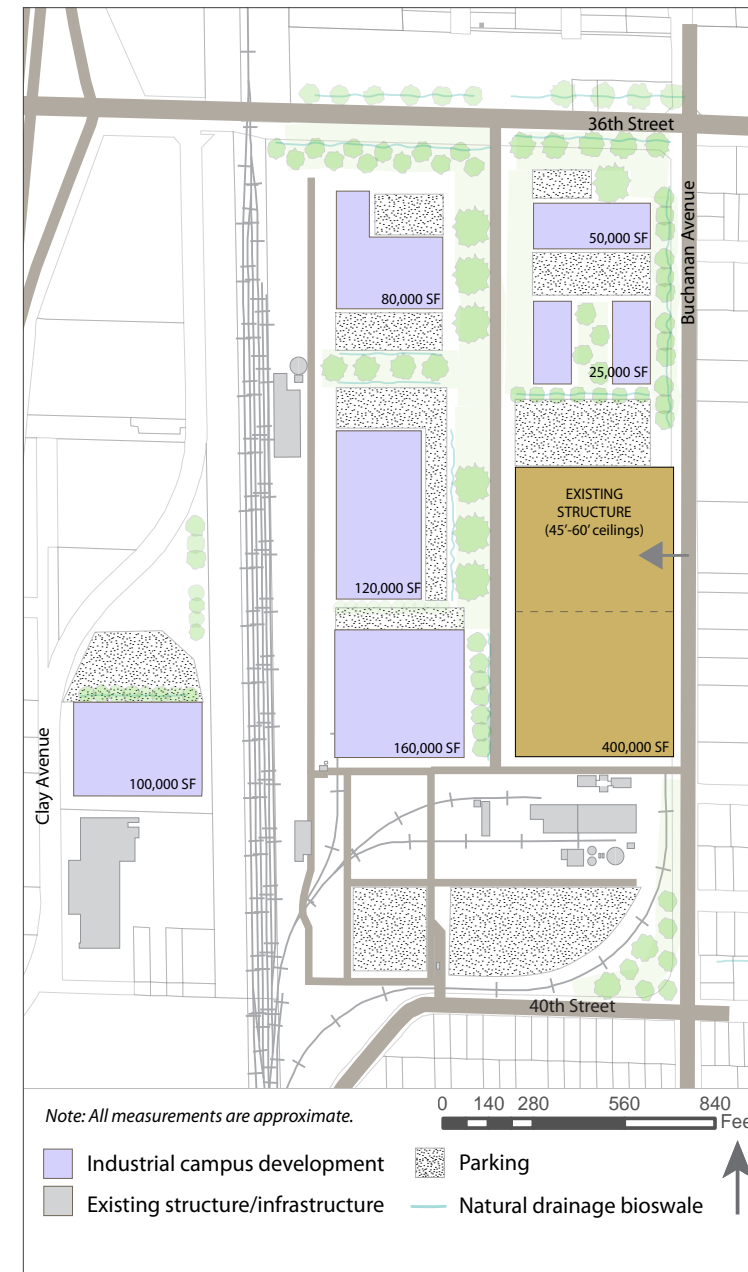 36th Street
Buchanan Avenue
50,000 SF
80,000 SF
25,000 SF
EXISTING
STRUCTURE
(45'-60' ceilings)
120,000 SF
160,000 SF
400,000 SF
100,000 SF
Clay Avenue
40th Street
Note: All measurements are approximate.
0 140 280 560 840
Fee
Industrial campus development
Parking
Existing structure/infrastructure
Natural drainage bioswale